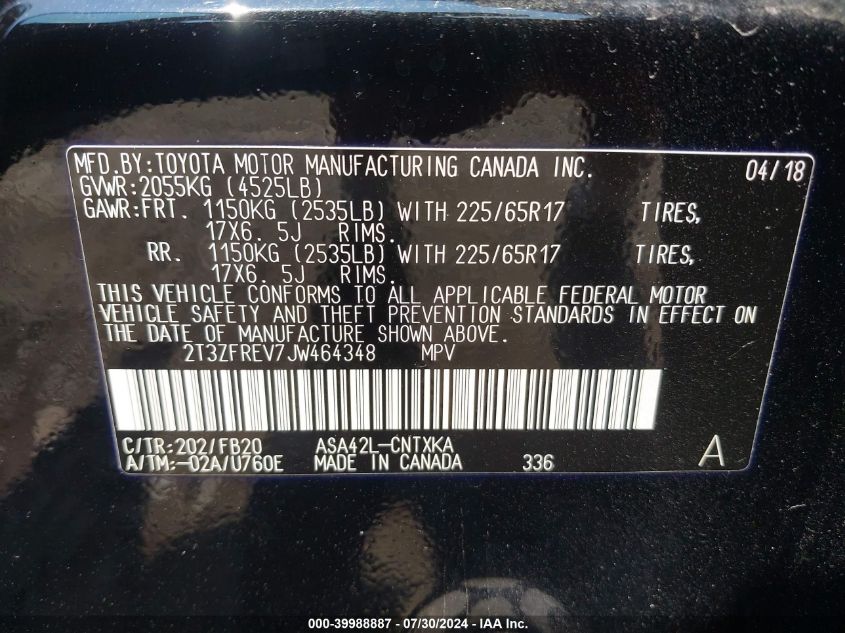 MFD.BY:TOYOTA MOTOR MANUFACTURING CANADA INC. 04/18
GVWR:2055KG (4525LB)
GAWR:FRT. 1150KG (2535LB) WITH 225/65R17 TIRES,
17X6. 5J RIMS.
RR. 1150KG (2535LB) WITH 225/65R17 TIRES,
17X6. 5J RIMS.
THIS VEHICLE CONFORMS TO ALL APPLICABLE FEDERAL MOTOR
VEHICLE SAFETY AND THEFT PREVENTION STANDARDS IN EFFECT ON
THE DATE OF MANUFACTURE SHOWN ABOVE.
2T3ZFREV7JW464348 MPV
C/TR:202/FB20 ASA42L-CNTXKA
A/TM:-02A/U760E MADE IN CANADA 336 A
000-39988887 / 07/30/2024 - IAA Inc.